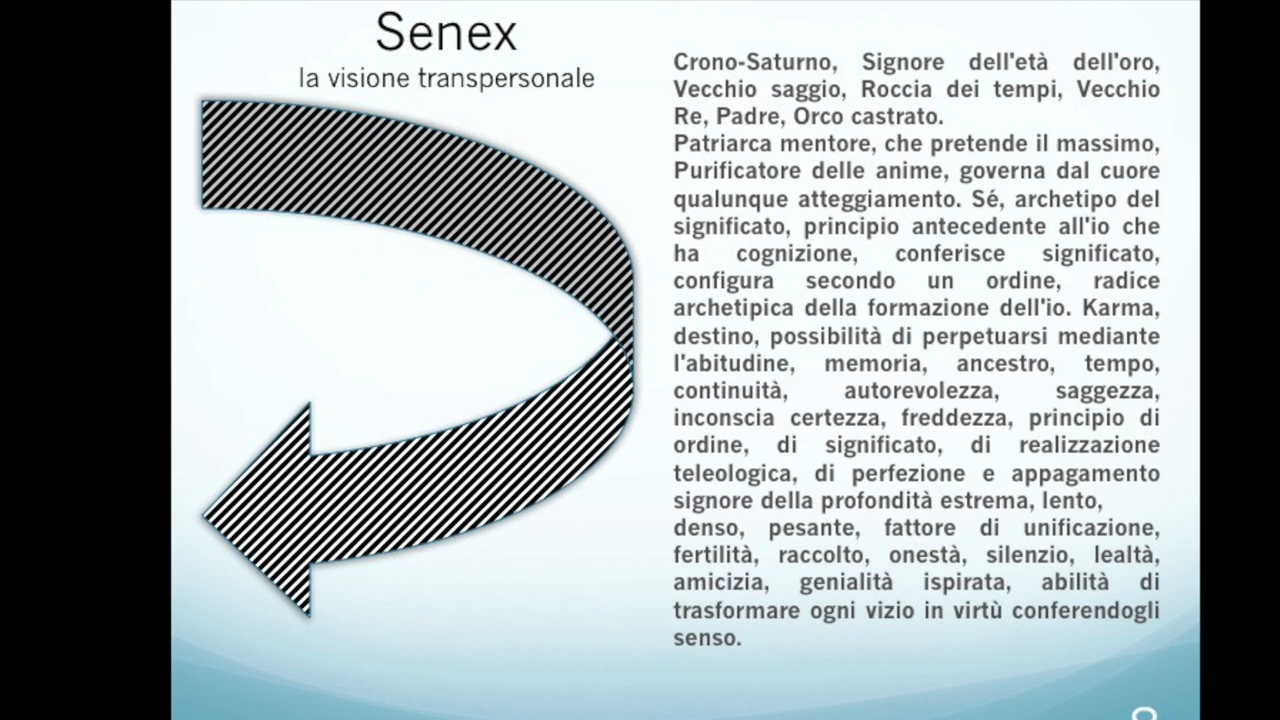 Senex
la visione transpersonale
Crono-Saturno, Signore dell'età dell'oro,
Vecchio saggio, Roccia dei tempi, Vecchio
Re, Padre, Orco castrato.
Patriarca mentore, che pretende il massimo,
Purificatore delle anime, governa dal cuore
qualunque atteggiamento. Sé, archetipo del
significato, principio antecedente all'io che
ha cognizione, conferisce significato,
configura secondo un ordine, radice
archetipica della formazione dell'io. Karma,
destino, possibilità di perpetuarsi mediante
l'abitudine, memoria, ancestro, tempo,
continuità, autorevolezza, saggezza,
inconscia certezza, freddezza, principio di
ordine, di significato, di realizzazione
teleologica, di perfezione e appagamento
signore della profondità estrema, lento,
denso, pesante, fattore di unificazione,
fertilità, raccolto, onestà, silenzio, lealtà,
amicizia, genialità ispirata, abilità di
trasformare ogni vizio in virtù conferendogli
senso.